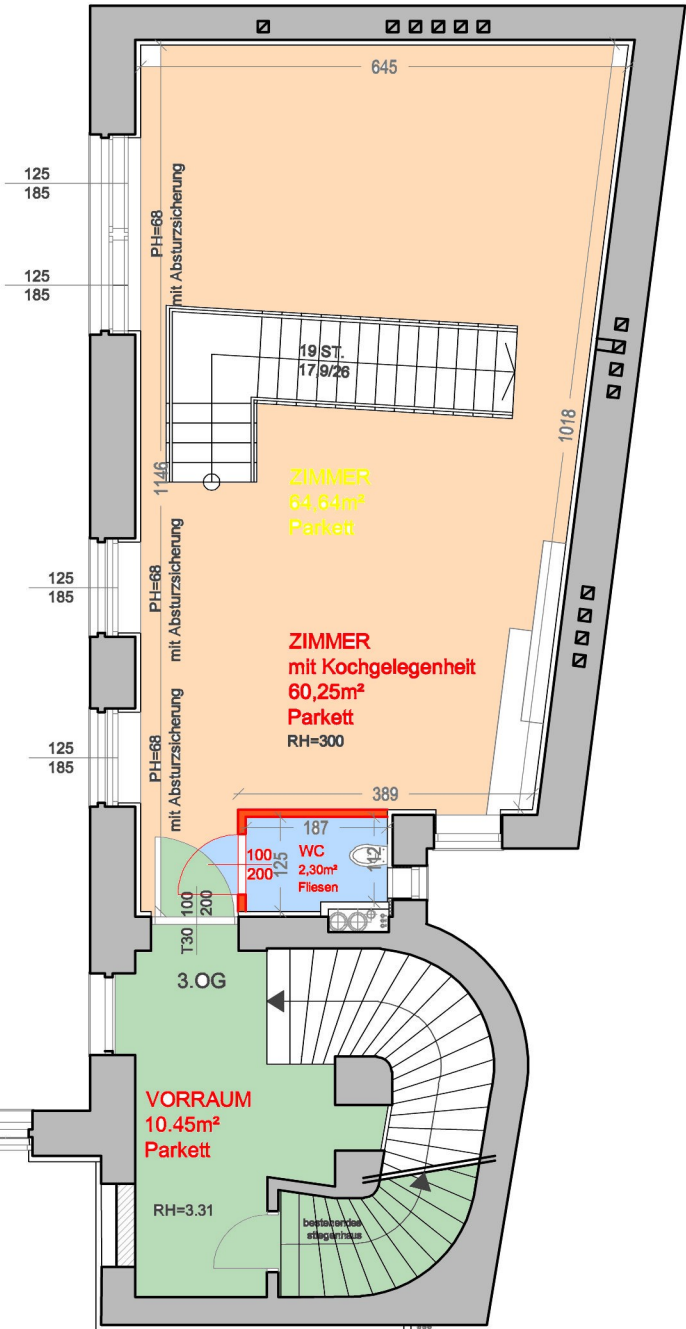 645
125
185
PH=68
mit Absturzsicherung
125
185
19 ST.
17,9/26
1018
1146
ZIMMER
64.64m²
Parkett
125
185
PH=68
mit Absturzsicherung
ZIMMER
mit Kochgelegenheit
60,25m²
Parkett
RH=300
125
185
PH=68
mit Absturzsicherung
389
187
100
200
125
WC
2,30m²
Fliesen
112
T30
100
200
3.OG
VORRAUM
10.45m²
Parkett
RH=3.31
bestehendes
stiegenhaus